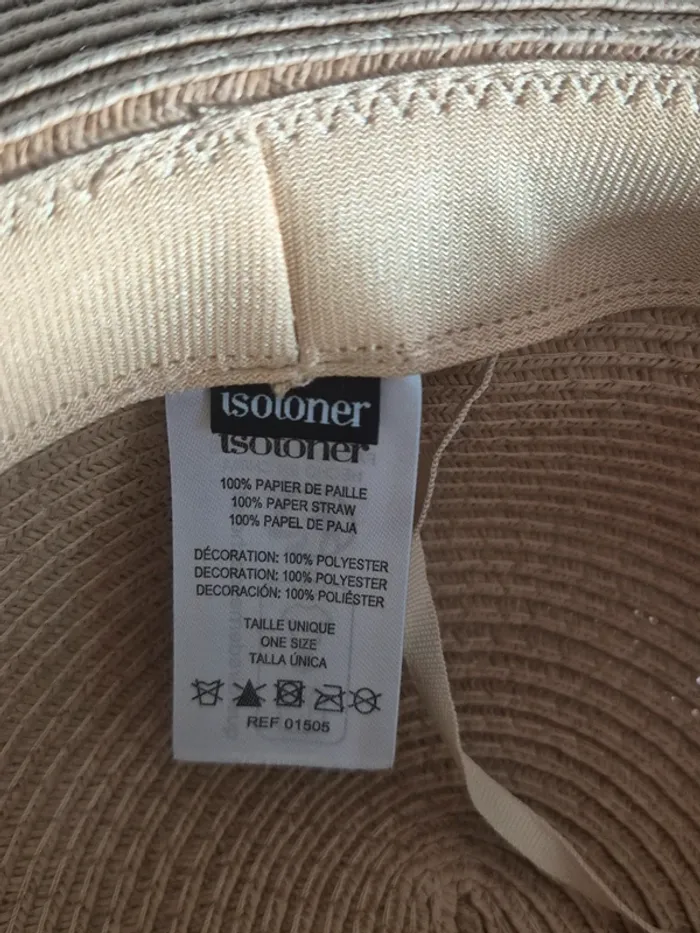 isotoner
isotoner
100% PAPIER DE PAILLE
100% PAPER STRAW
100% PAPEL DE PAJA
DÉCORATION: 100% POLYESTER
DECORATION: 100% POLYESTER
DECORACIÓN: 100% POLIÉSTER
TAILLE UNIQUE
ONE SIZE
TALLA ÚNICA
REF 01505